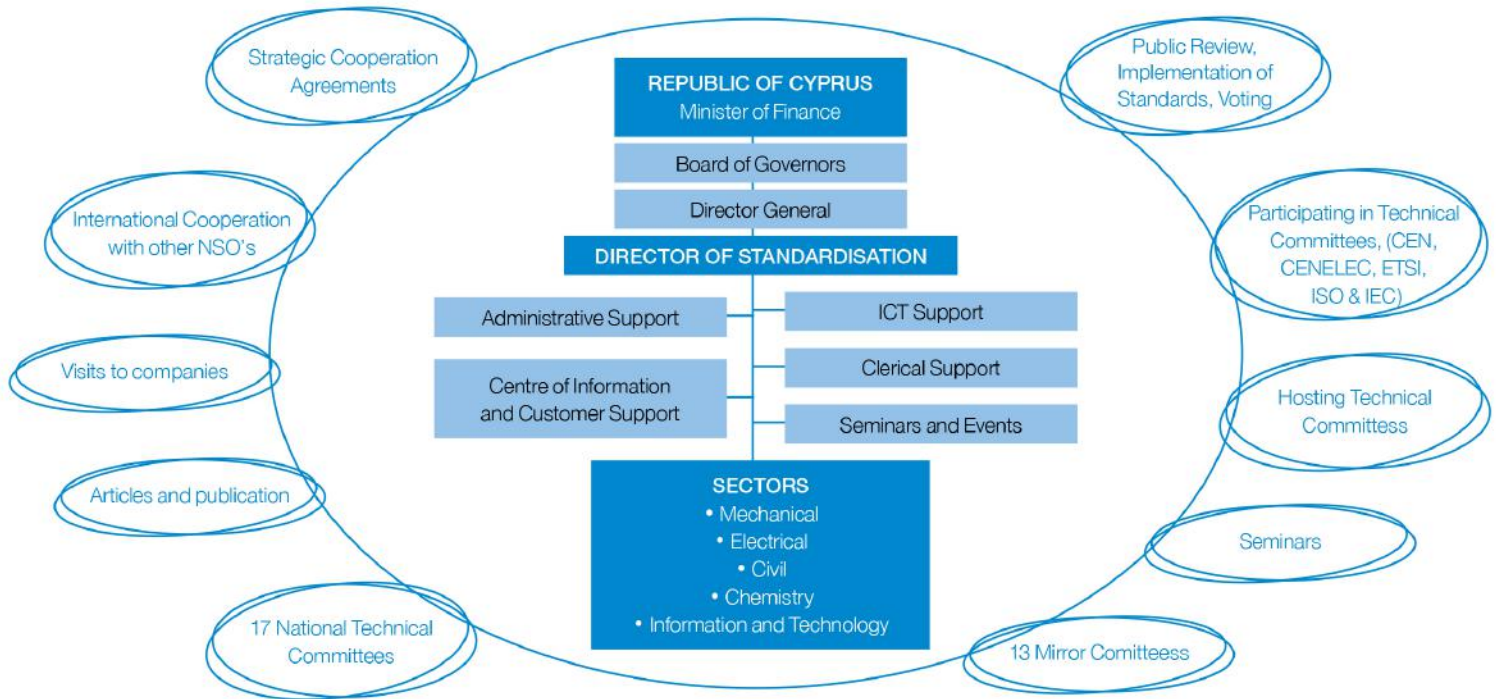 Strategic Cooperation
Agreements
International Cooperation
with other NSO's
Visits to companies
Articles and publication
17 National Technical
Committees
REPUBLIC OF CYPRUS
Minister of Finance
Board of Governors
Director General
DIRECTOR OF STANDARDISATION
Administrative Support
ICT Support
Centre of Information
and Customer Support
Clerical Support
Seminars and Events
SECTORS
• Mechanical
• Electrical
• Civil
• Chemistry
• Information and Technology
Public Review,
Implementation of
Standards, Voting
Participating in Technical
Committees, (CEN,
CENELEC, ETSI,
ISO & IEC)
Hosting Technical
Committess
Seminars
13 Mirror Comitteess